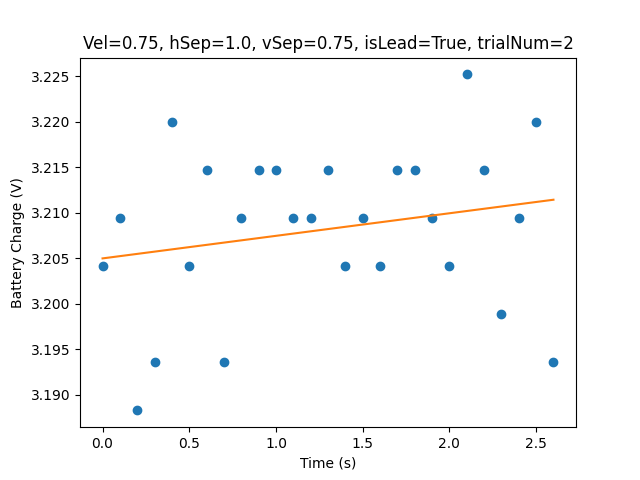 Vel=0.75, hSep=1.0, vSep=0.75, isLead=True, trialNum=2
3.225
3.220
3.215
3.210
3.205
3.200
3.195
3.190
Battery Charge (V)
0.0 0.5 1.0 1.5 2.0 2.5
Time (s)